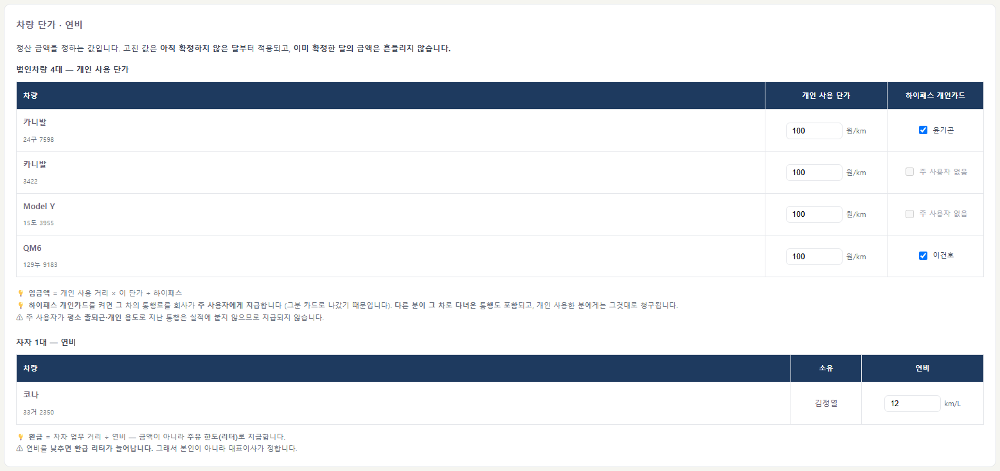 차량 단가 · 연비
정산 금액을 정하는 값입니다. 고친 값은 아직 확정하지 않은 달부터 적용되고, 이미 확정한 달의 금액은 흔들리지 않습니다.
법인차량 4대 — 개인 사용 단가
차량 개인 사용 단가 하이패스 개인카드
카니발
24구 7598
100 원/km
윤기곤
카니발
3422
100 원/km
주 사용자 없음
Model Y
15도 3955
100 원/km
주 사용자 없음
QM6
129누 9183
100 원/km
이건호
💡 입금액 = 개인 사용 거리 × 이 단가 + 하이패스
💡 하이패스 개인카드를 켜면 그 차의 통행료를 회사가 주 사용자에게 지급합니다 (그분 카드로 나갔기 때문입니다). 다른 분이 그 차로 다녀온 통행도 포함되고, 개인 사용한 분에게는 그것대로 청구됩니다.
⚠ 주 사용자가 평소 출퇴근·개인 용도로 지난 통행은 실적에 붙지 않으므로 지급되지 않습니다.
자차 1대 — 연비
차량 소유 연비
코나
33거 2350
김정열
12 km/L
💡 환급 = 자차 업무 거리 ÷ 연비 — 금액이 아니라 주유 한도(리터)로 지급합니다.
⚠ 연비를 낮추면 환급 리터가 늘어납니다. 그래서 본인이 아니라 대표이사가 정합니다.